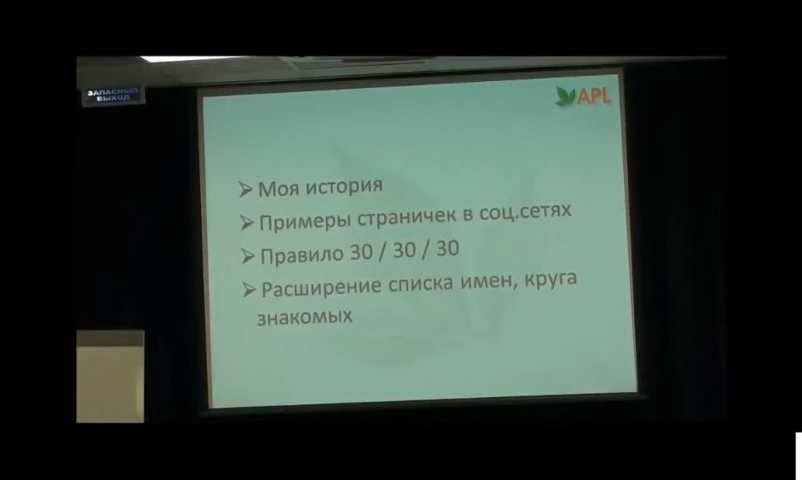 ЗАПАСНЫЙ
ВЫХОД
APL
Моя история
Примеры страничек в соц.сетях
Правило 30 / 30 / 30
Расширение списка имен, круга
знакомых